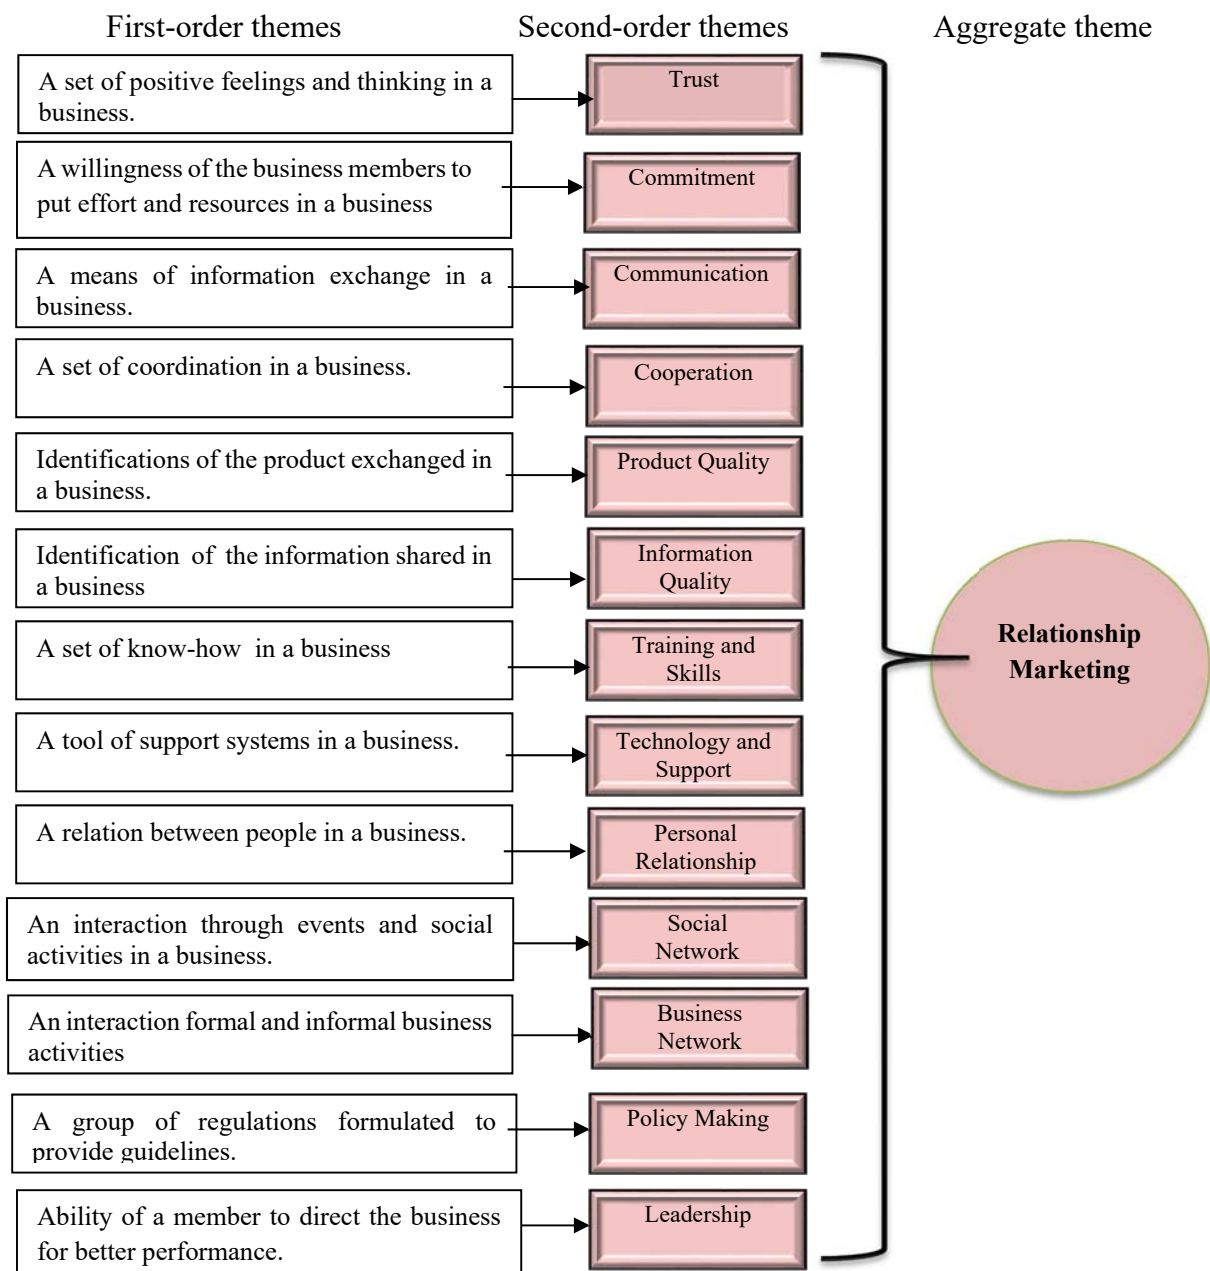 First-order themes
Second-order themes
Aggregate theme
A set of positive feelings and thinking in a
business.
Trust
A willingness of the business members to
put effort and resources in a business
Commitment
A means of information exchange in a
business.
Communication
A set of coordination in a business.
Cooperation
Identifications of the product exchanged in
a business.
Product Quality
Identification of the information shared in
a business
Information
Quality
A set of know-how in a business
Training and
Skills
A tool of support systems in a business.
Technology and
Support
A relation between people in a business.
Personal
Relationship
An interaction through events and social
activities in a business.
Social
Network
An interaction formal and informal business
activities
Business
Network
A group of regulations formulated to
provide guidelines.
Policy Making
Ability of a member to direct the business
for better performance.
Leadership
Relationship
Marketing